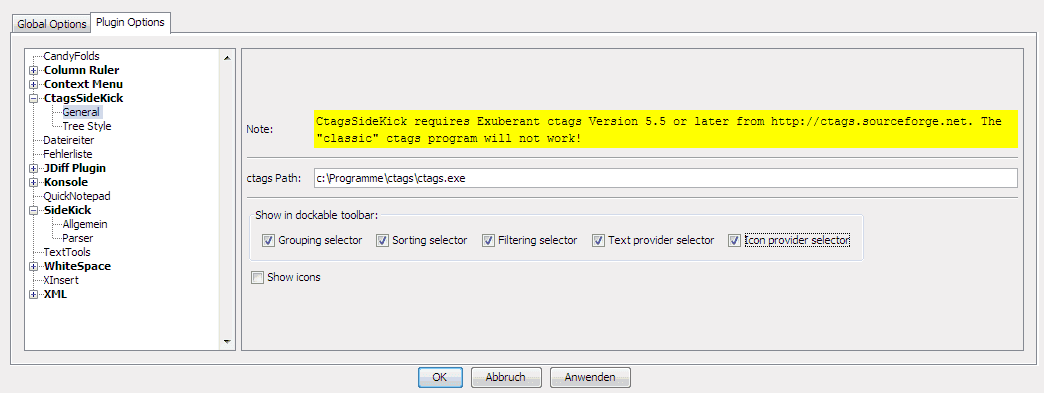 Global Options
Plugin Options
CandyFolds
Column Ruler
Context Menu
CtagsSideKick
General
Tree Style
Dateireiter
Fehlerliste
JDiff Plugin
Konsole
QuickNotepad
SideKick
Allgemein
Parser
TextTools
WhiteSpace
XInsert
XML
Note:
CtagsSideKick requires Exuberant ctags Version 5.5 or later from http://ctags.sourceforge.net. The
"classic" ctags program will not work!
ctags Path:
c:\Programme\ctags\ctags.exe
Show in dockable toolbar:
Grouping selector
Sorting selector
Filtering selector
Text provider selector
Icon provider selector
Show icons
OK
Abbruch
Anwenden